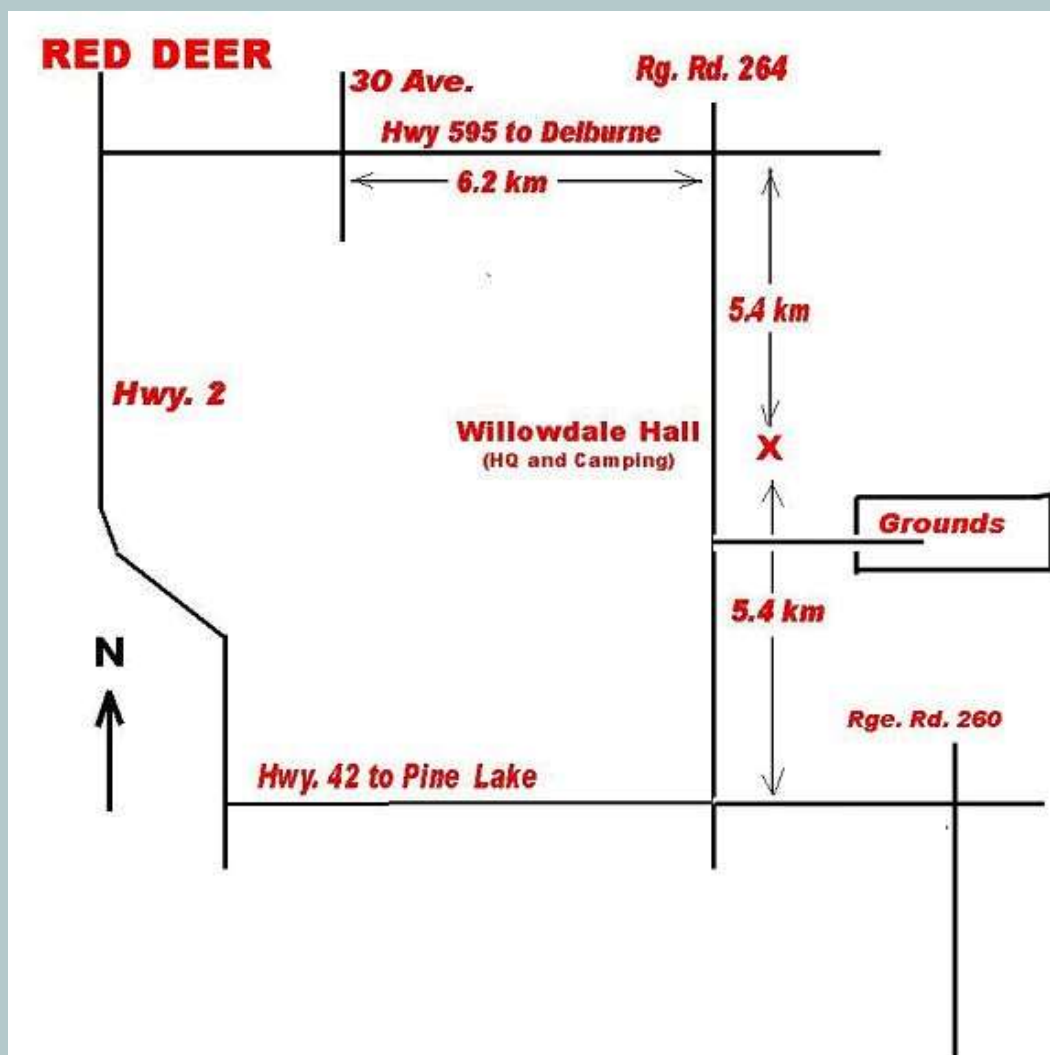 RED DEER
30 Ave.
Rg. Rd. 264
Hwy 595 to Delburne
6.2 km
5.4 km
Hwy. 2
Willowdale Hall
(HQ and Camping)
X
Grounds
5.4 km
N
Rge. Rd. 260
Hwy. 42 to Pine Lake